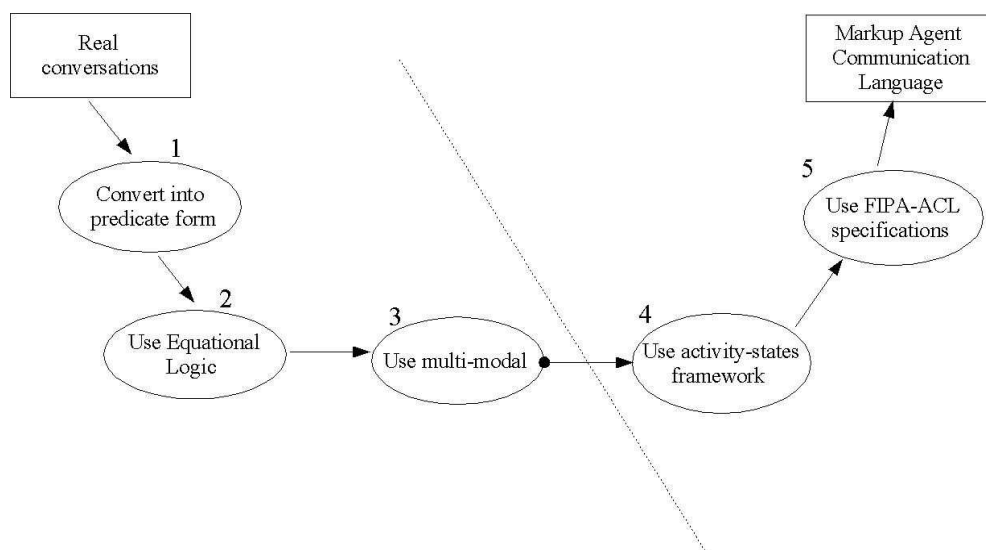 Real
conversations
1
Convert into
predicate form
2
Use Equational
Logic
3
Use multi-modal
4
Use activity-states
framework
5
Use FIPA-ACL
specifications
Markup Agent
Communication
Language